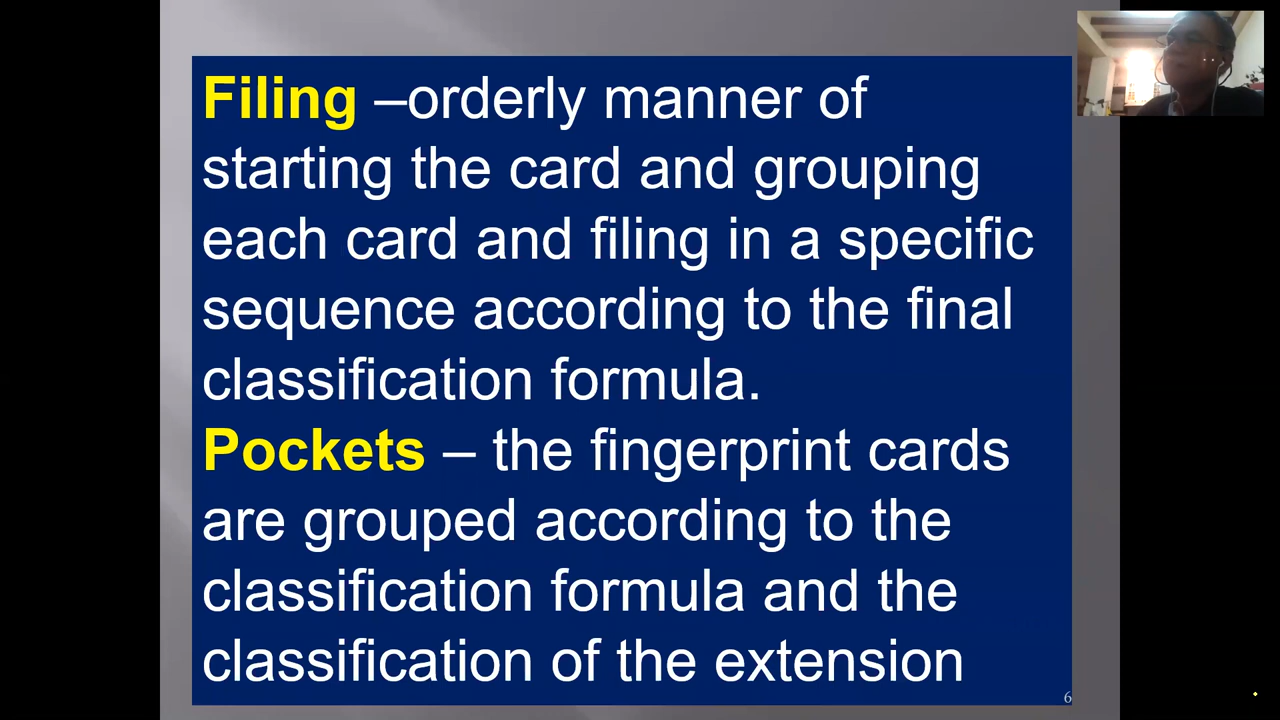 Filing –orderly manner of
starting the card and grouping
each card and filing in a specific
sequence according to the final
classification formula.
Pockets – the fingerprint cards
are grouped according to the
classification formula and the
classification of the extension
6